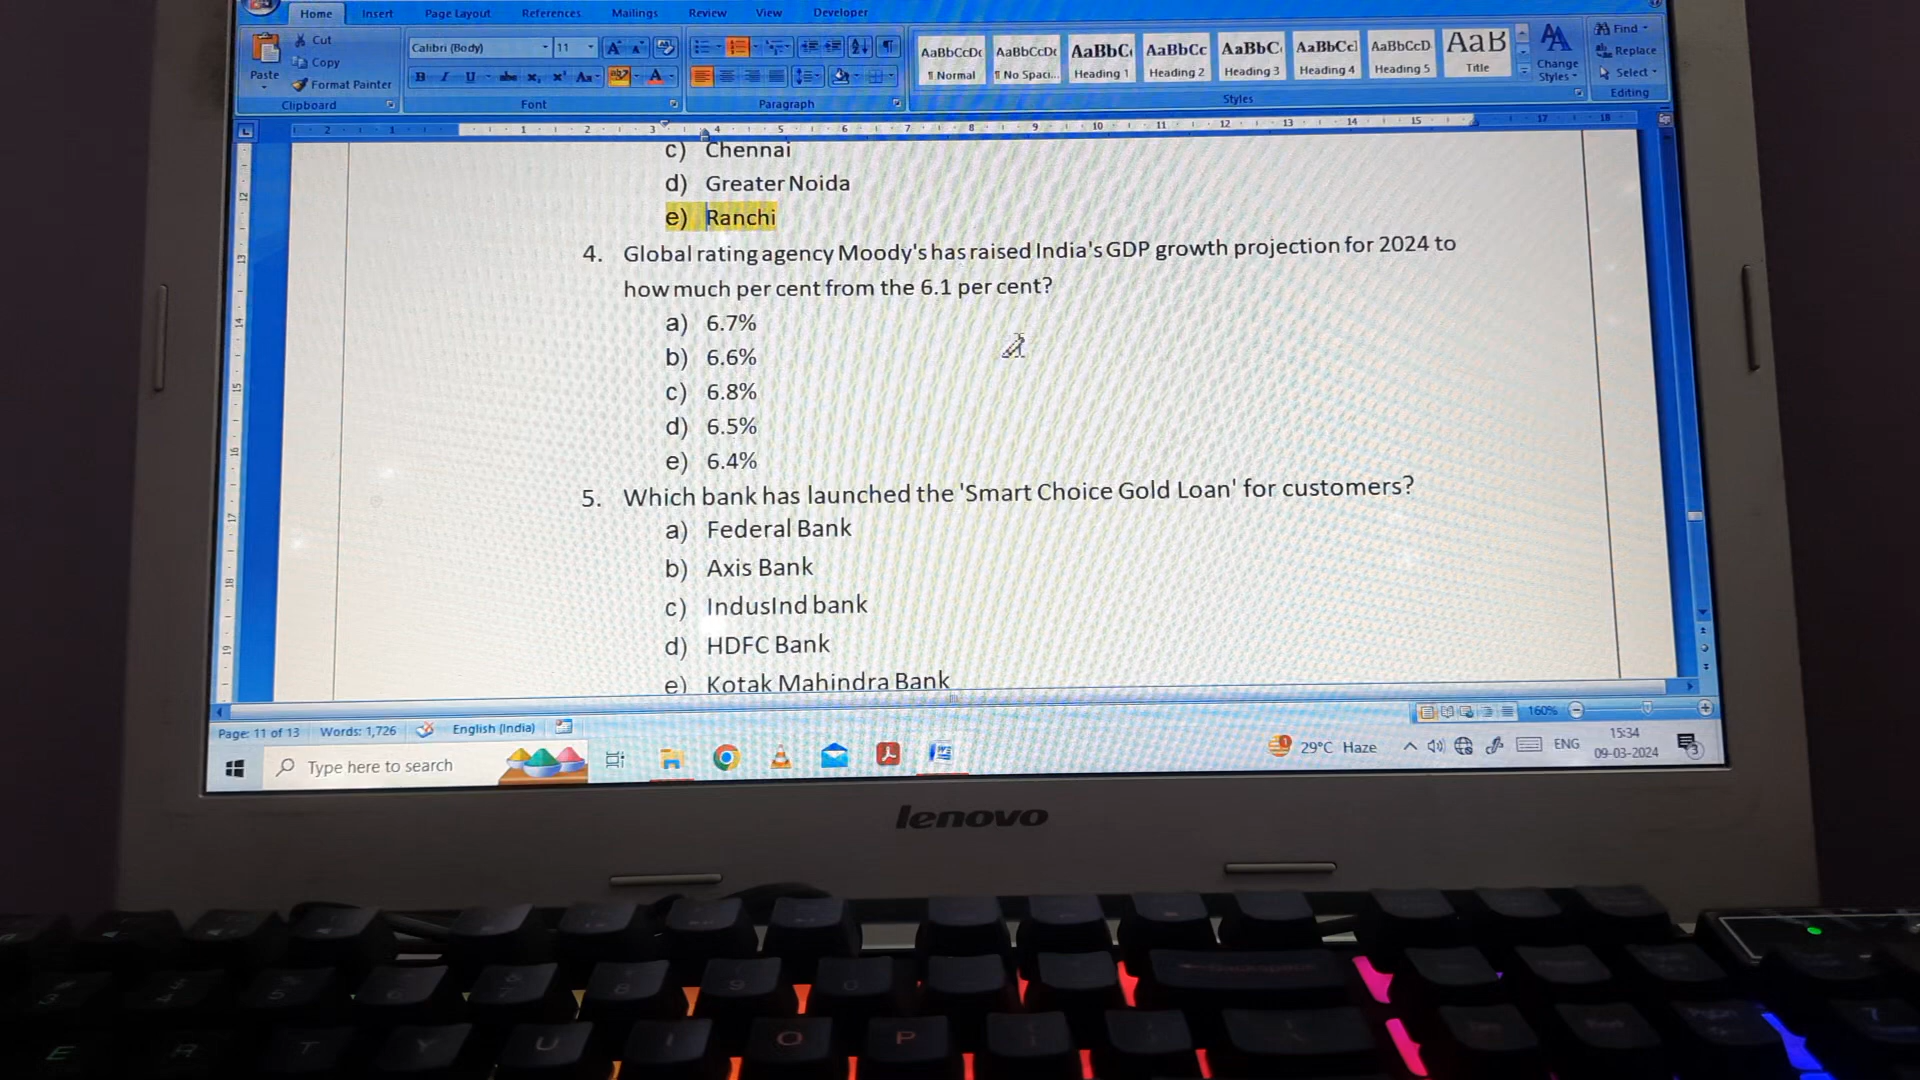 Home Insert Page Layout References Mailings Review View Developer
Cut
Copy
Format Painter
Paste
Clipboard
Calibri (Body) 11
Font
Paragraph
AaBbCcDc AaBbCcDc AaBbC AaBbCc AaBbC AaBbCcI AaBbCcD AaB
¶ Normal ¶ No Spaci... Heading 1 Heading 2 Heading 3 Heading 4 Heading 5 Title
Change Styles
Styles
Find
Replace
Select
Editing
c) Chennai
d) Greater Noida
e) Ranchi
4. Global rating agency Moody's has raised India's GDP growth projection for 2024 to
how much per cent from the 6.1 per cent?
a) 6.7%
b) 6.6%
c) 6.8%
d) 6.5%
e) 6.4%
5. Which bank has launched the 'Smart Choice Gold Loan' for customers?
a) Federal Bank
b) Axis Bank
c) IndusInd bank
d) HDFC Bank
e) Kotak Mahindra Bank
Page: 11 of 13 Words: 1,726 English (India) 160%
Type here to search
29°C Haze ENG
15:34
09-03-2024
3
lenovo
E R T Y U I O P